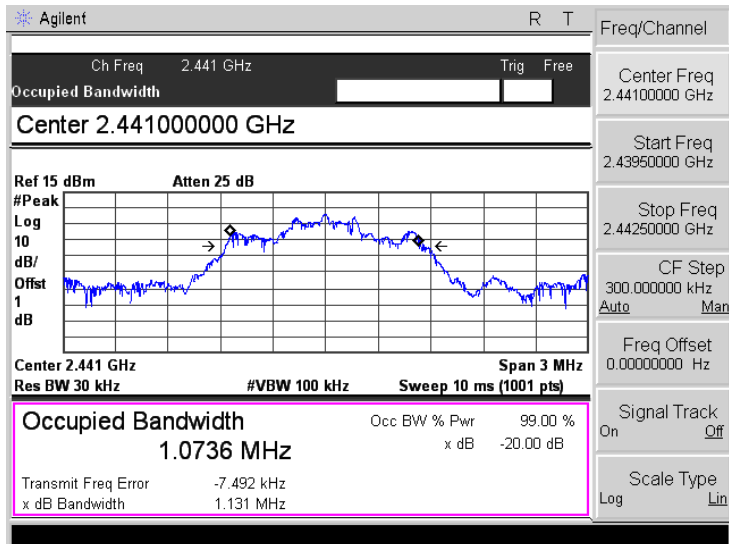 Agilent R T
Ch Freq 2.441 GHz Trig Free
Occupied Bandwidth
Center 2.441000000 GHz
Ref 15 dBm Atten 25 dB
#Peak
Log
10
dB/
Offst
1
dB
Center 2.441 GHz Span 3 MHz
Res BW 30 kHz #VBW 100 kHz Sweep 10 ms (1001 pts)
Occupied Bandwidth Occ BW % Pwr 99.00 %
1.0736 MHz x dB -20.00 dB
Transmit Freq Error -7.492 kHz
x dB Bandwidth 1.131 MHz
Freq/Channel
Center Freq
2.44100000 GHz
Start Freq
2.43950000 GHz
Stop Freq
2.44250000 GHz
CF Step
300.000000 kHz
Auto Man
Freq Offset
0.00000000 Hz
Signal Track
On Off
Scale Type
Log Lin